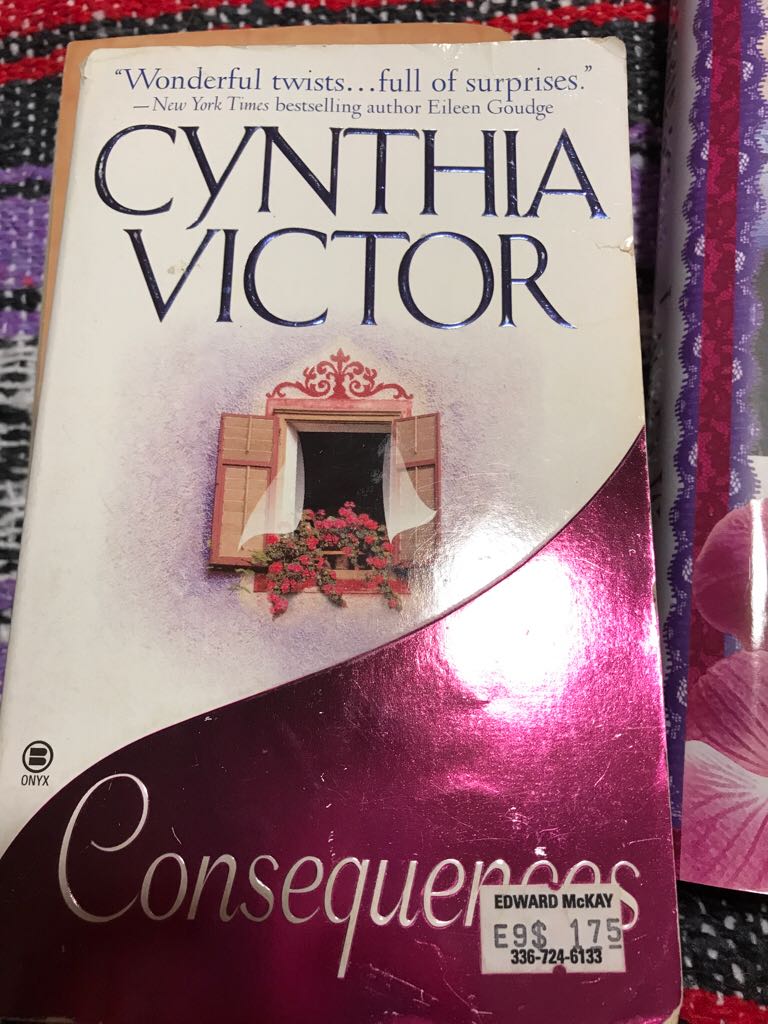 “Wonderful twists...full of surprises.”
—New York Times bestselling author Eileen Goudge
CYNTHIA
VICTOR
B
ONYX
Consequences
EDWARD McKAY
E9$ 175
336-724-6133